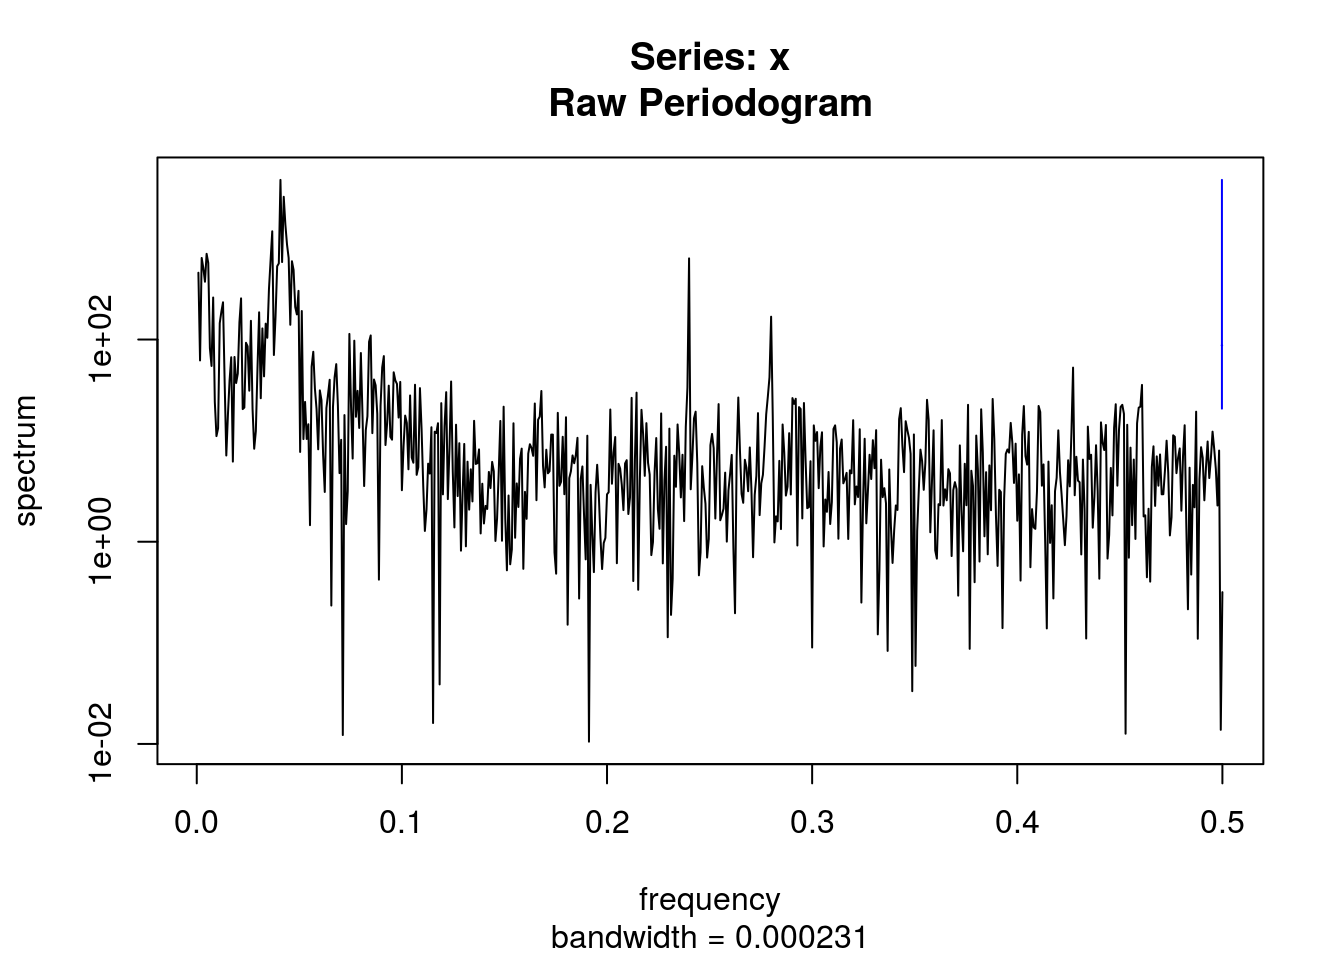 Series: x
Raw Periodogram
spectrum
1e+02
1e+00
1e-02
0.0 0.1 0.2 0.3 0.4 0.5
frequency
bandwidth = 0.000231